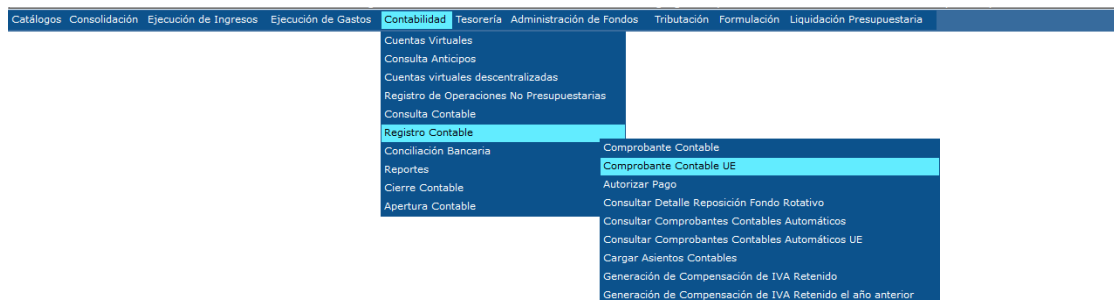 Catálogos Consolidación Ejecución de Ingresos Ejecución de Gastos Contabilidad Tesorería Administración de Fondos Tributación Formulación Liquidación Presupuestaria
Cuentas Virtuales
Consulta Anticipos
Cuentas virtuales descentralizadas
Registro de Operaciones No Presupuestarias
Consulta Contable
Registro Contable
Conciliación Bancaria
Reportes
Cierre Contable
Apertura Contable
Comprobante Contable
Comprobante Contable UE
Autorizar Pago
Consultar Detalle Reposición Fondo Rotativo
Consultar Comprobantes Contables Automáticos
Consultar Comprobantes Contables Automáticos UE
Cargar Asientos Contables
Generación de Compensación de IVA Retenido
Generación de Compensación de IVA Retenido el año anterior